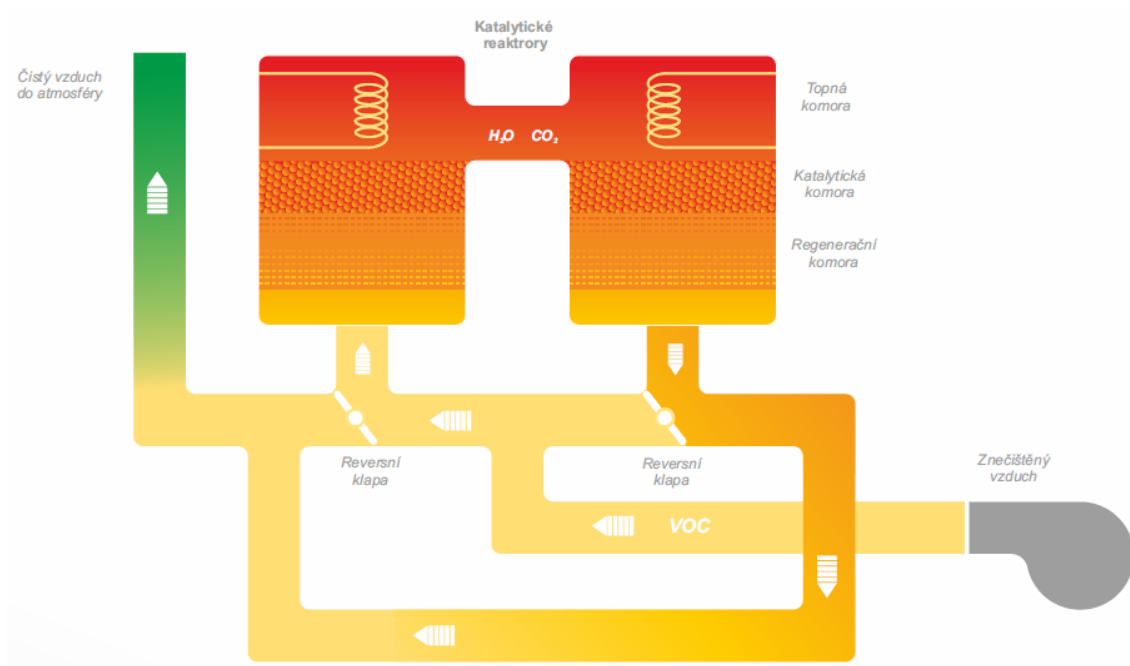 Katalytické
reaktrory
Čistý vzduch
do atmosféry
Topná
komora
H₂O CO₂
Katalytická
komora
Regenerační
komora
Reversní
klapa
Reversní
klapa
Znečištěný
vzduch
VOC